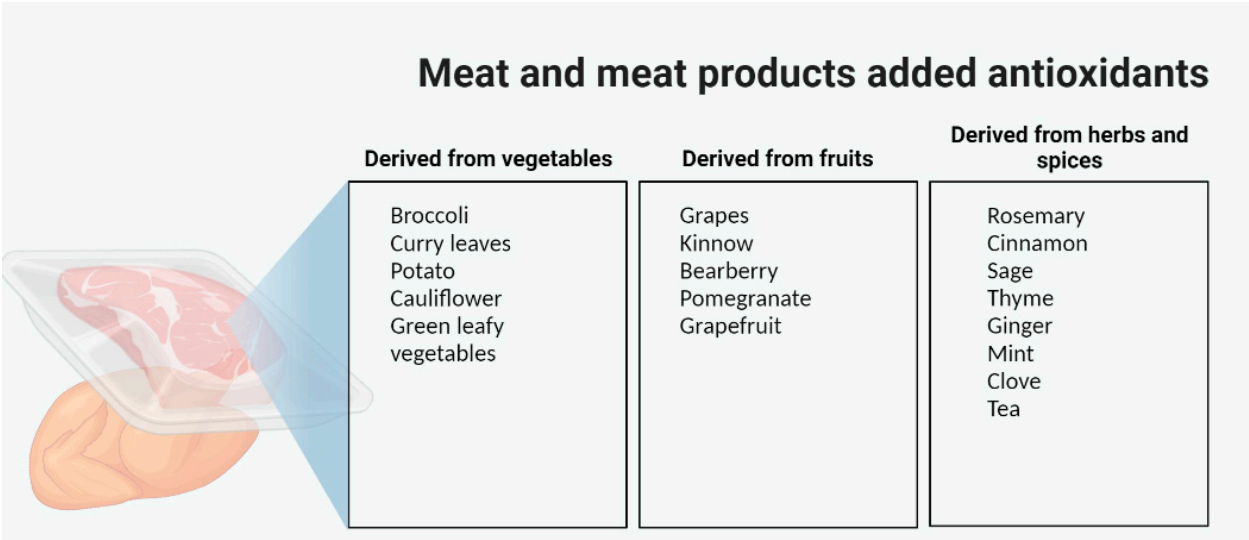 Meat and meat products added antioxidants
Derived from vegetables
Broccoli
Curry leaves
Potato
Cauliflower
Green leafy
vegetables
Derived from fruits
Grapes
Kinnow
Bearberry
Pomegranate
Grapefruit
Derived from herbs and
spices
Rosemary
Cinnamon
Sage
Thyme
Ginger
Mint
Clove
Tea